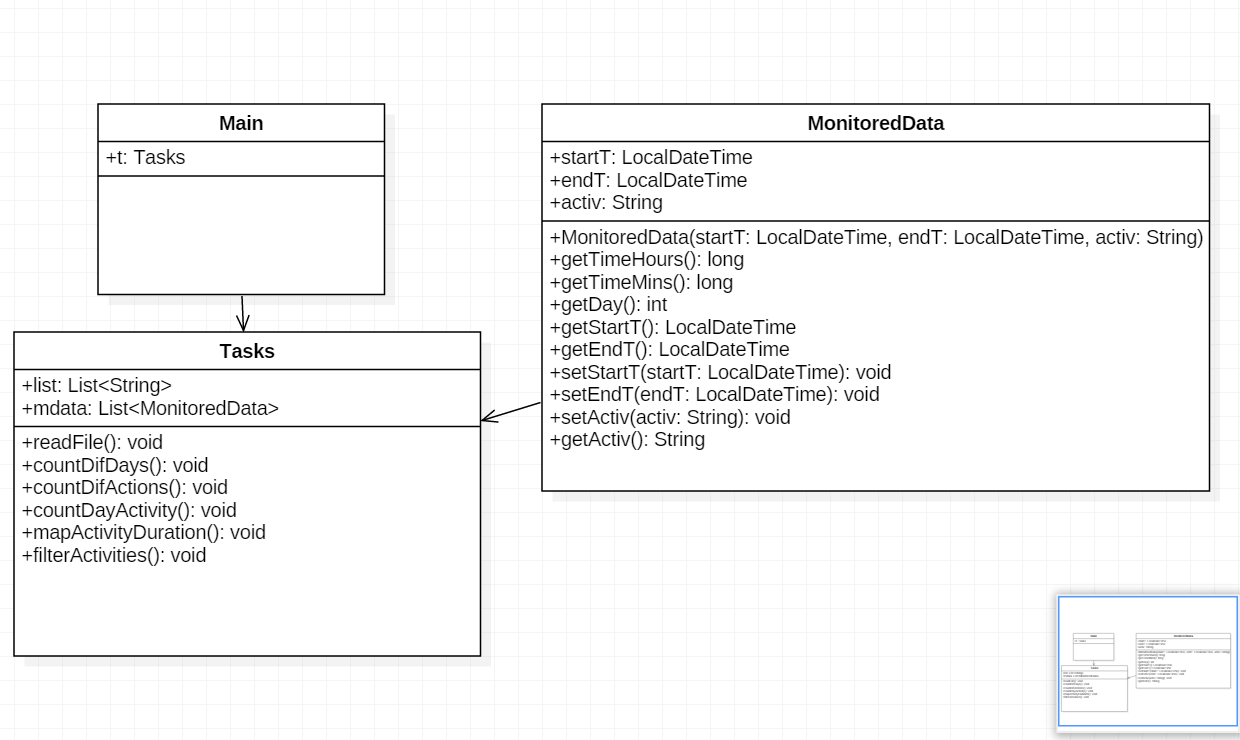 Main
+t: Tasks
MonitoredData
+startT: LocalDateTime
+endT: LocalDateTime
+activ: String
+MonitoredData(startT: LocalDateTime, endT: LocalDateTime, activ: String)
+getTimeHours(): long
+getTimeMins(): long
+getDay(): int
+getStartT(): LocalDateTime
+getEndT(): LocalDateTime
+setStartT(startT: LocalDateTime): void
+setEndT(endT: LocalDateTime): void
+setActiv(activ: String): void
+getActiv(): String
Tasks
+list: List<String>
+mdata: List<MonitoredData>
+readFile(): void
+countDifDays(): void
+countDifActions(): void
+countDayActivity(): void
+mapActivityDuration(): void
+filterActivities(): void